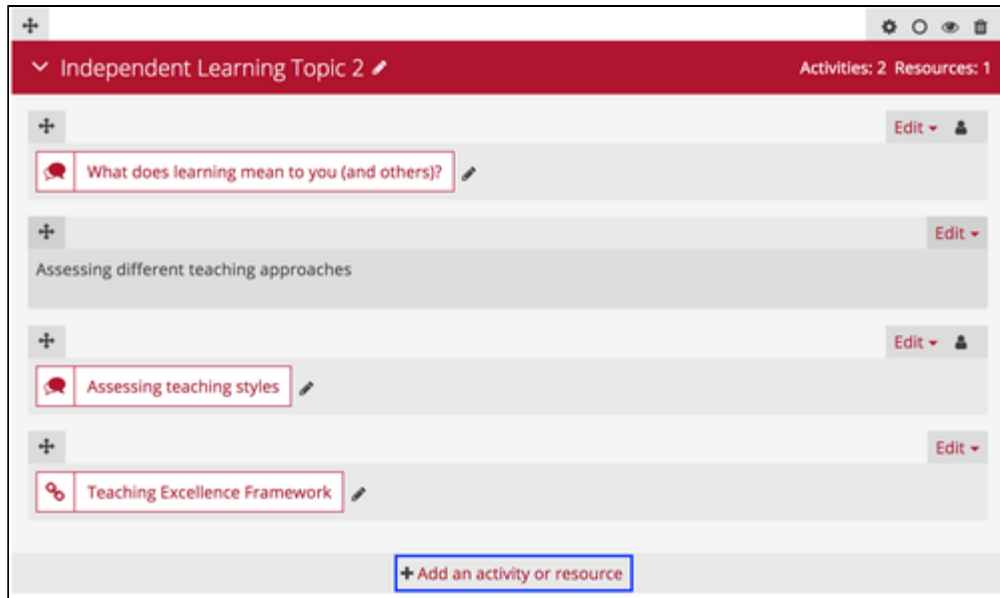 Independent Learning Topic 2
Activities: 2 Resources: 1
Edit
What does learning mean to you (and others)?
Edit
Assessing different teaching approaches
Edit
Assessing teaching styles
Edit
Teaching Excellence Framework
+ Add an activity or resource